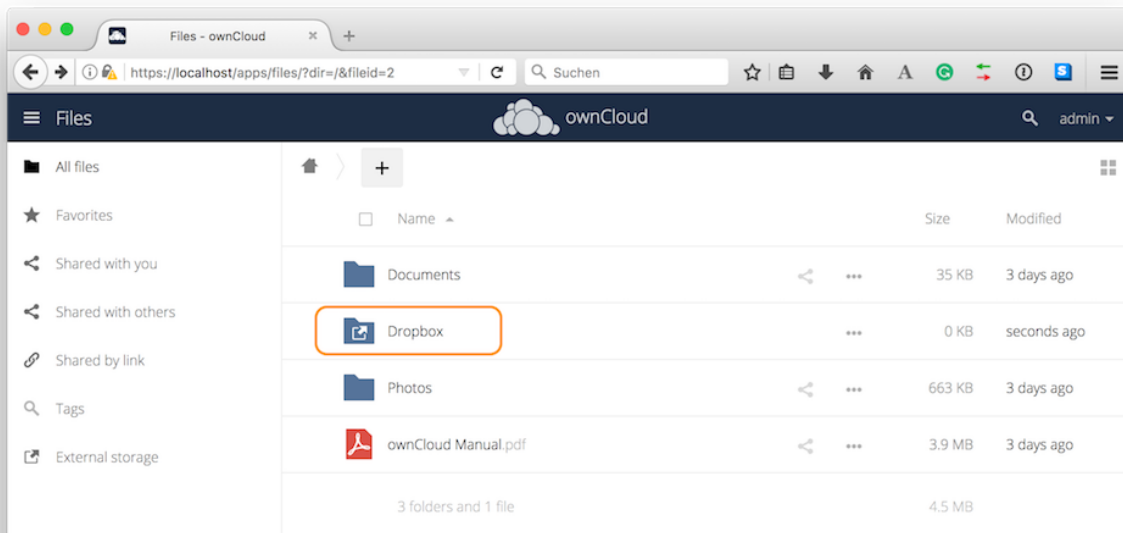 Files - ownCloud
https://localhost/apps/files/?dir=/&fileid=2
Suchen
Files
ownCloud
admin
All files
Favorites
Shared with you
Shared with others
Shared by link
Tags
External storage
Name Size Modified
Documents 35 KB 3 days ago
Dropbox 0 KB seconds ago
Photos 663 KB 3 days ago
ownCloud Manual.pdf 3.9 MB 3 days ago
3 folders and 1 file 4.5 MB